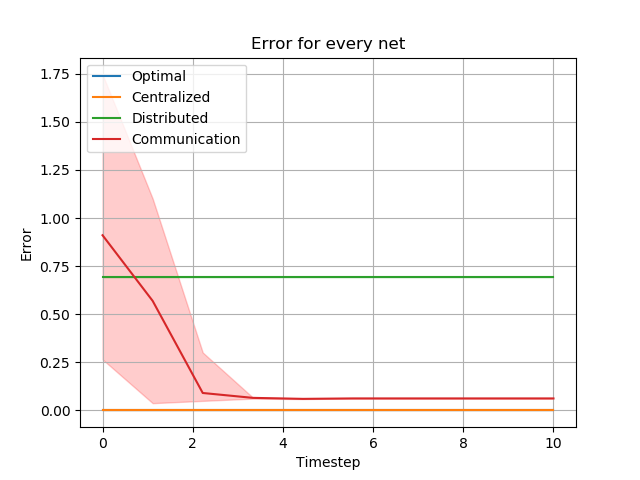 Error for every net
Optimal
Centralized
Distributed
Communication
1.75
1.50
1.25
1.00
0.75
0.50
0.25
0.00
Error
0 2 4 6 8 10
Timestep